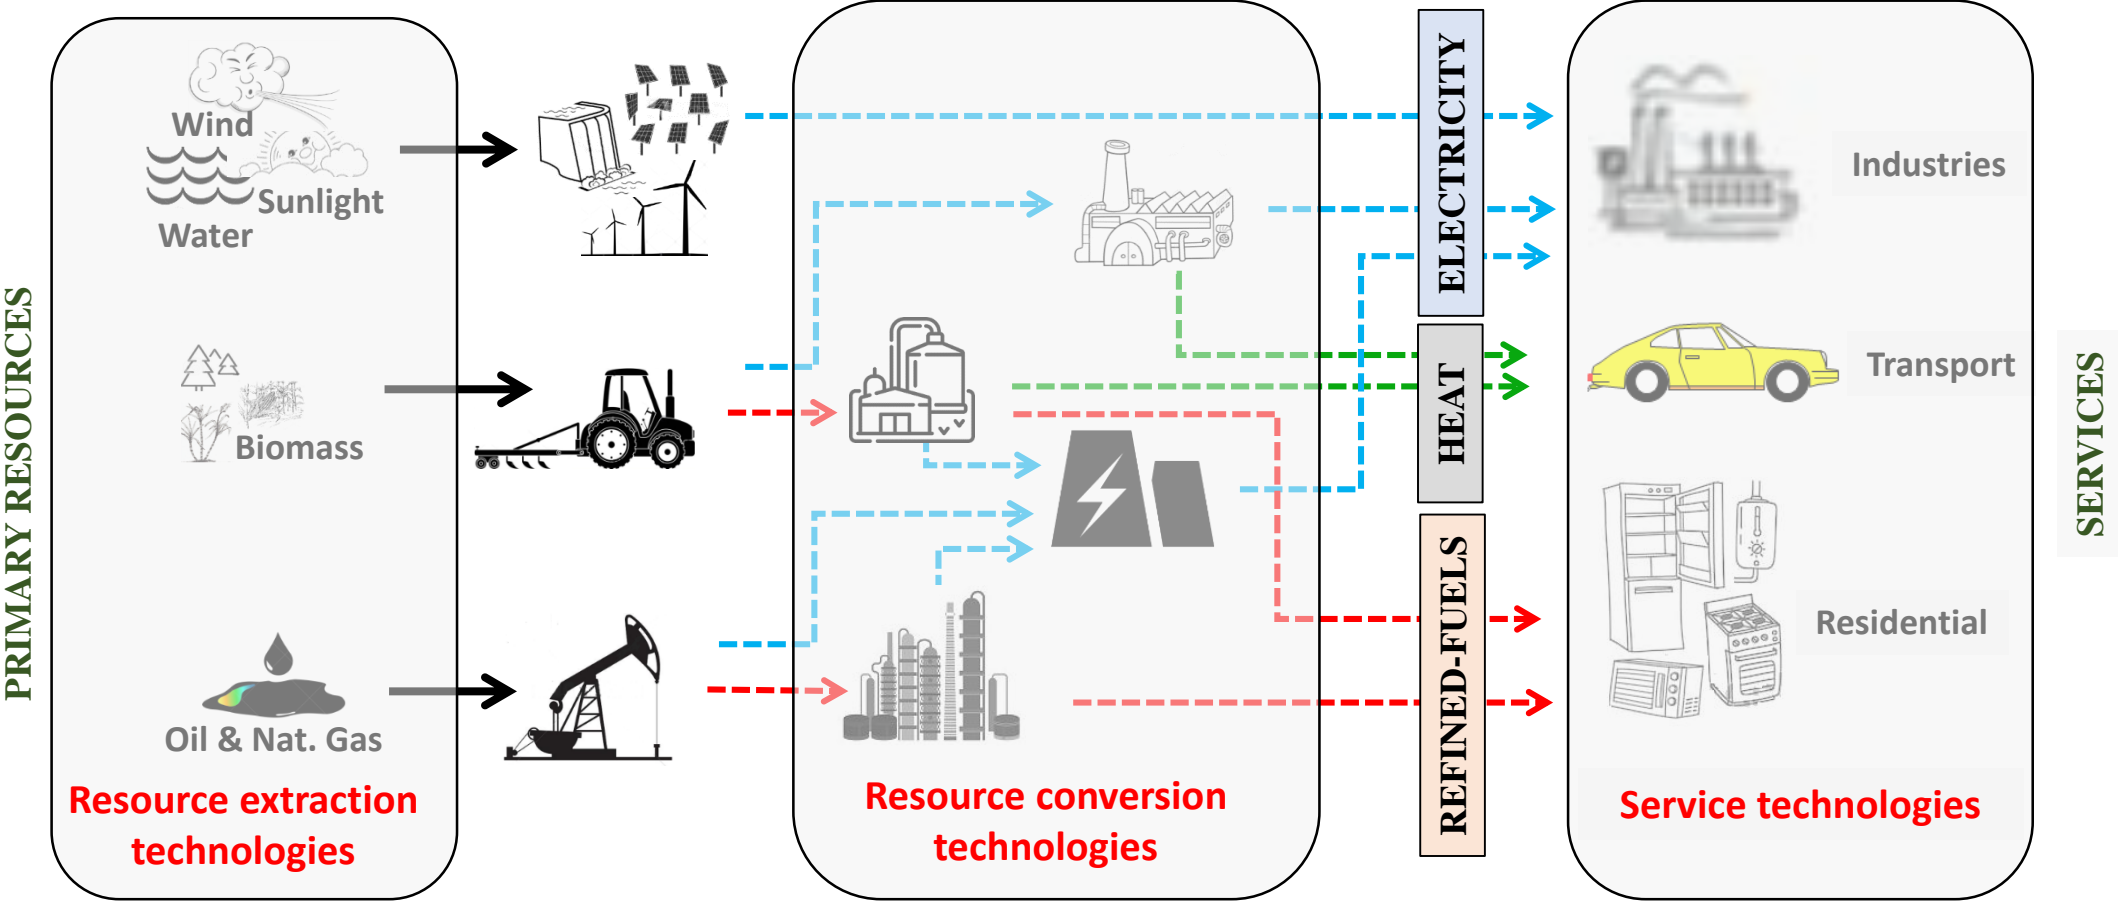 PRIMARY RESOURCES
Wind
Sunlight
Water
Biomass
Oil & Nat. Gas
Resource extraction
technologies
Resource conversion
technologies
ELECTRICITY
HEAT
REFINED-FUELS
Industries
Transport
Residential
Service technologies
SERVICES